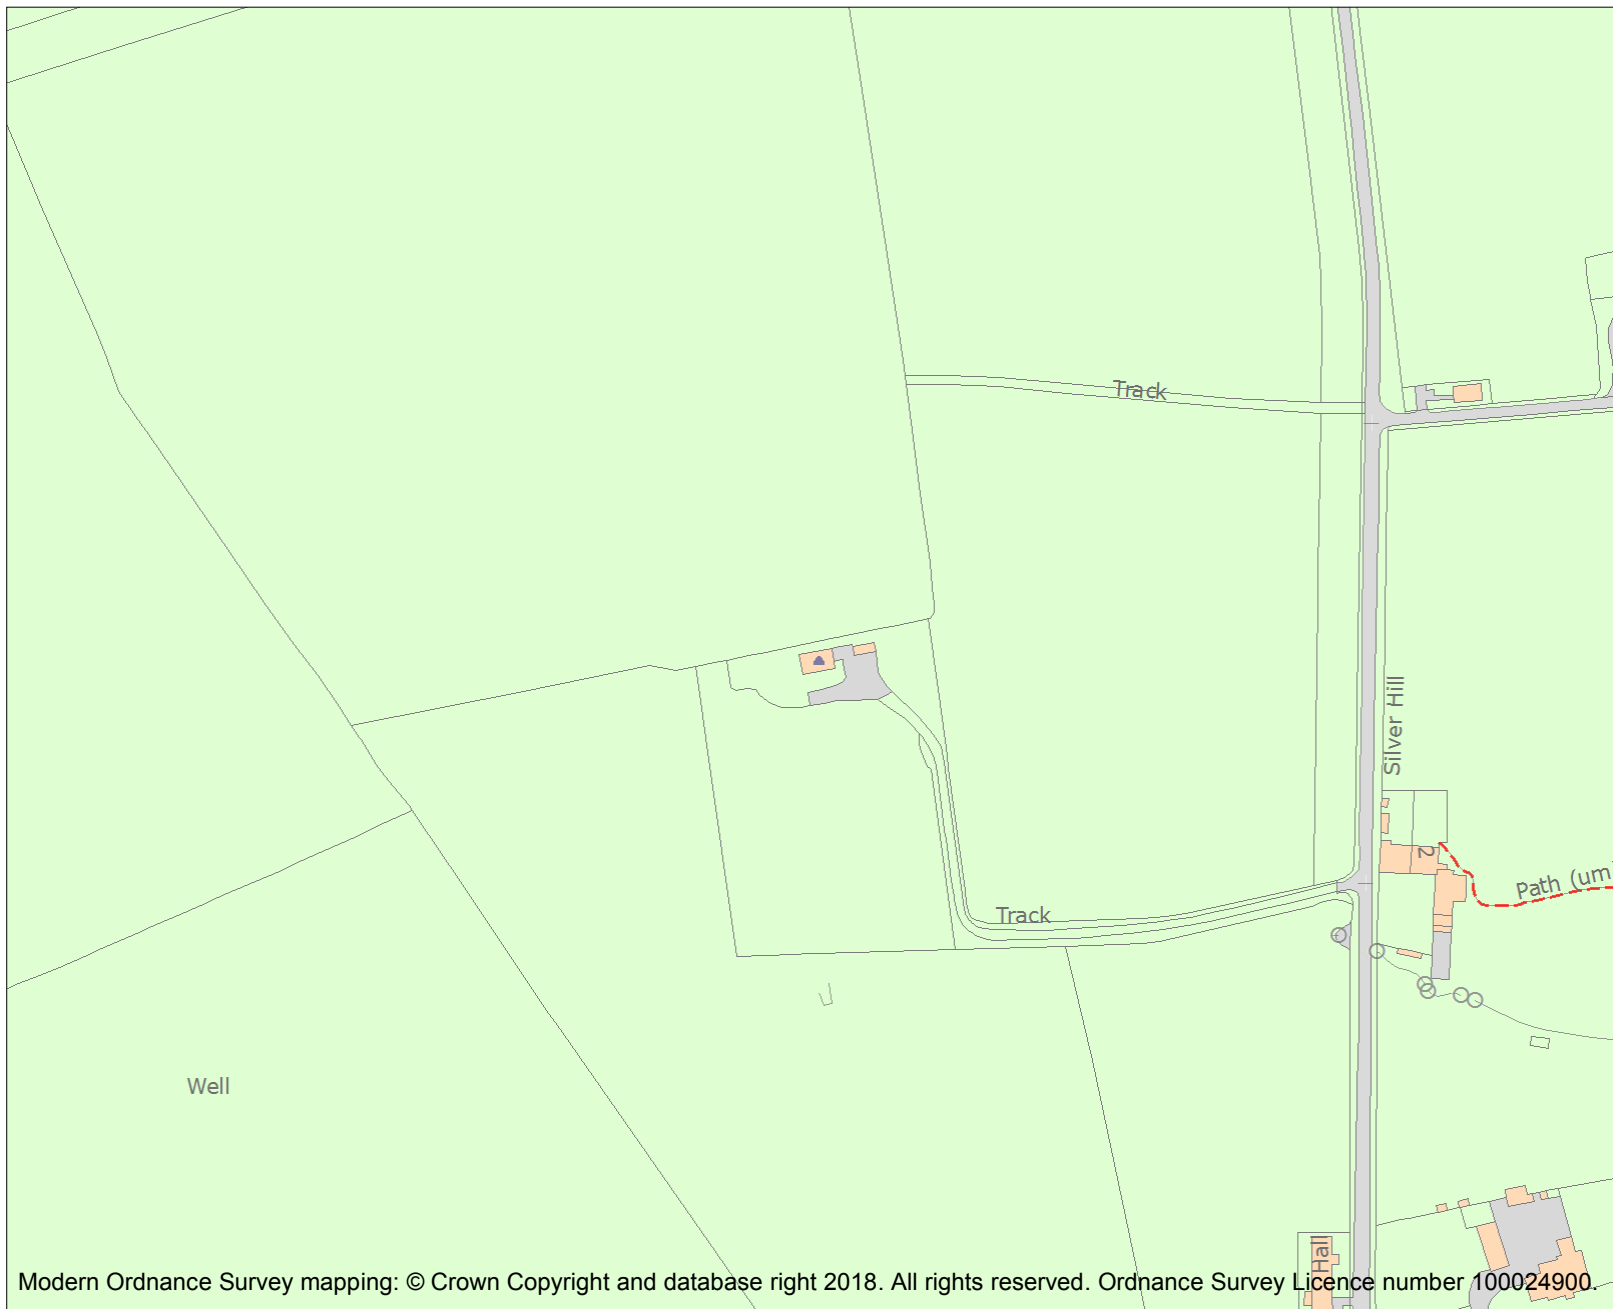 Track
Silver Hill
2
Path (um
Track
Well
Hall
Modern Ordnance Survey mapping: © Crown Copyright and database right 2018. All rights reserved. Ordnance Survey Licence number 100024900.